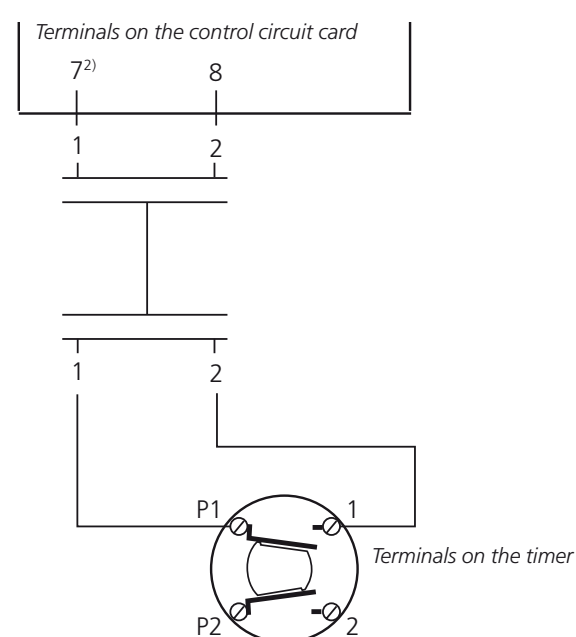 Terminals on the control circuit card
7²⁾ 8
1 2
1 2
P1 1
Terminals on the timer
P2 2